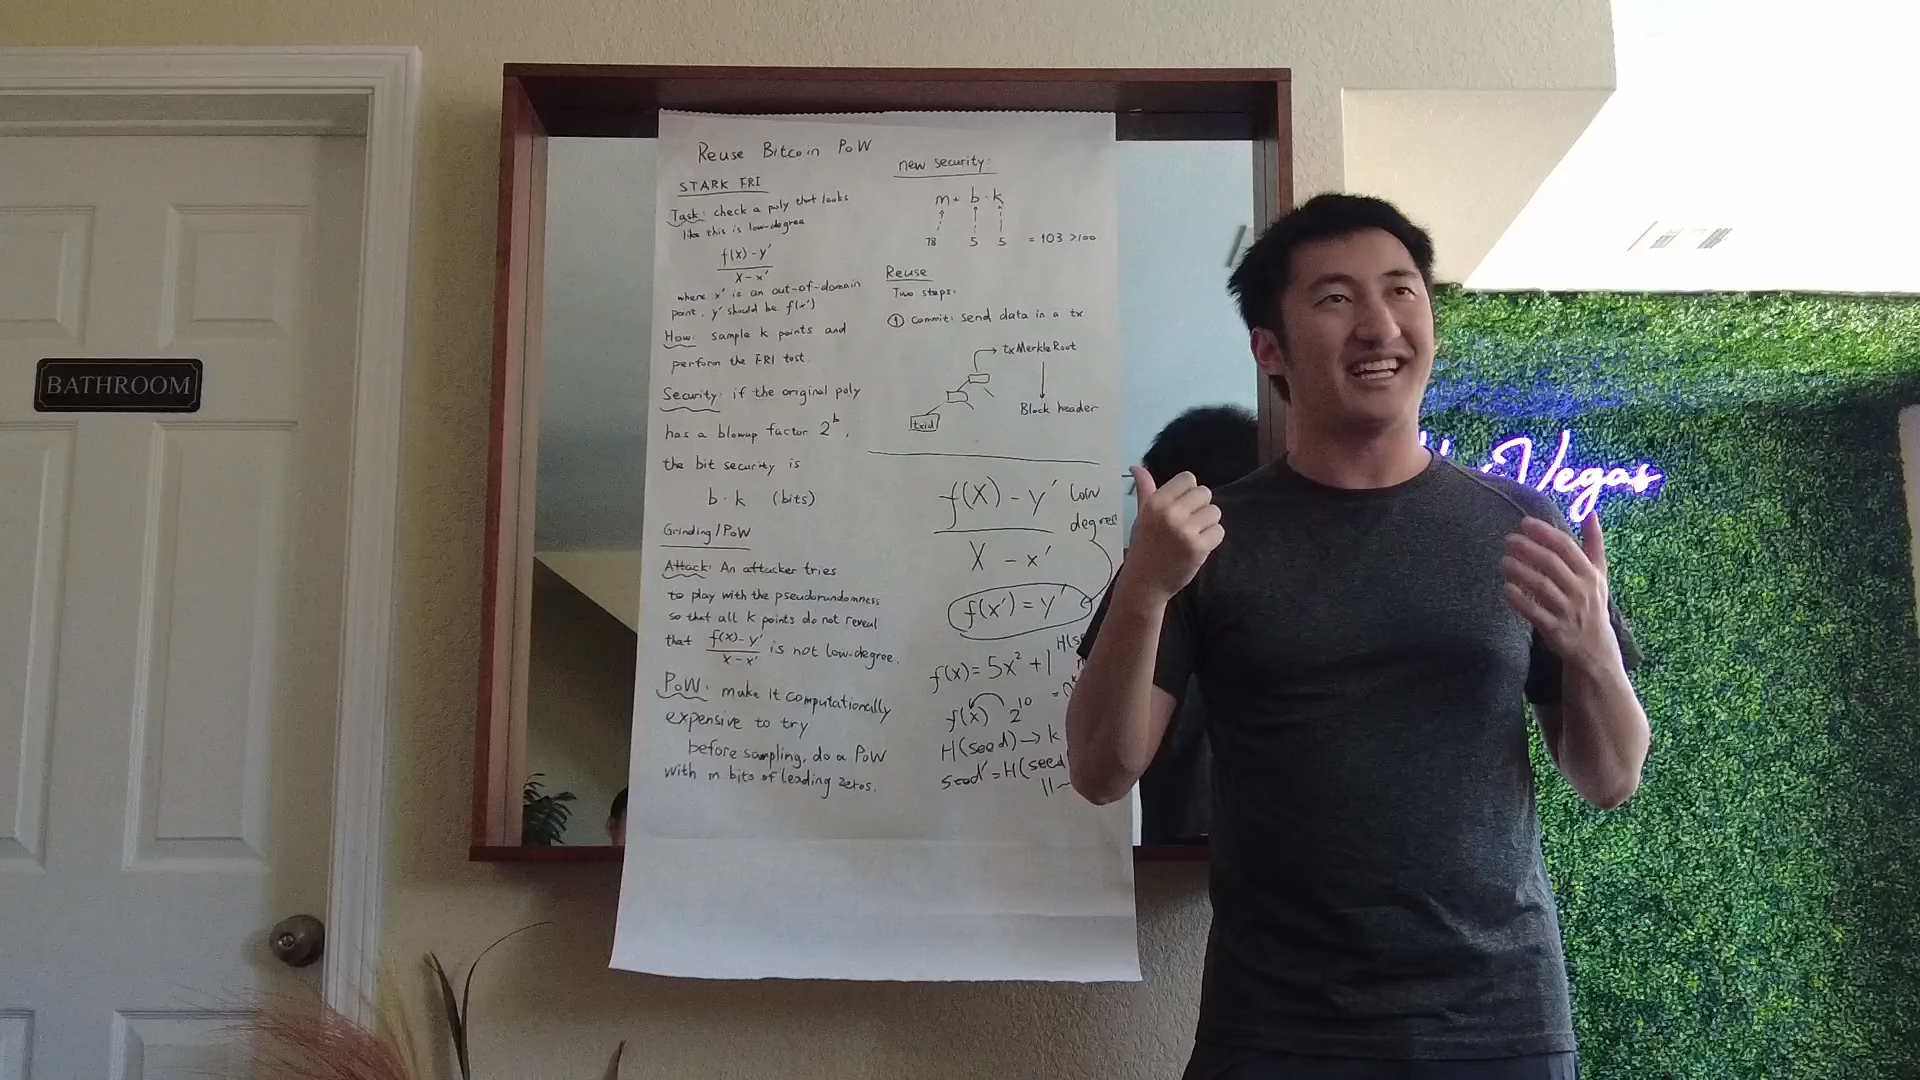 BATHROOM
Reuse Bitcoin PoW
STARK FRI
Task: check a poly that looks
like this is low-degree
f(x) - y'
X - x'
where x' is an out-of-domain
point, y' should be f(x')
How: sample k points and
perform the FRI test.
Security: if the original poly
has a blowup factor 2^b,
the bit security is
b · k (bits)
Grinding/PoW
Attack: An attacker tries
to play with the pseudorandomness
so that all k points do not reveal
that f(x)-y' / x-x' is not low-degree.
PoW: make it computationally
expensive to try
before sampling, do a PoW
with m bits of leading zeros.
new security:
m + b · k
78 5 5 = 103 >100
Reuse
Two steps:
① Commit: send data in a tx
txMerkleRoot
Block header
txid
f(X) - y' low
degree
X - x'
f(x') = y'
f(x) = 5x² + 1
f(x) 2^10
H(seed) → k
seed' = H(seed
Vegas